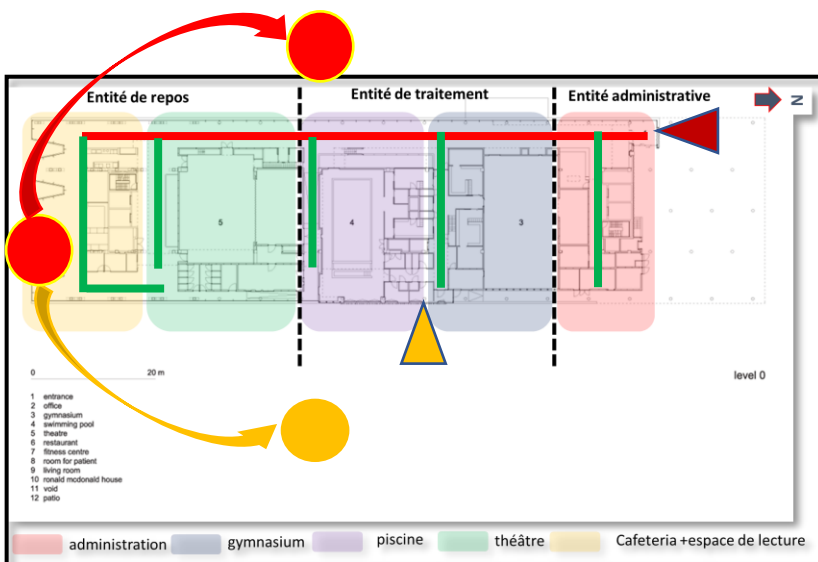 Entité de repos
Entité de traitement
Entité administrative
N
5
4
3
0 20 m
level 0
1 entrance
2 office
3 gymnasium
4 swimming pool
5 theatre
6 restaurant
7 fitness centre
8 room for patient
9 living room
10 ronald mcdonald house
11 void
12 patio
administration
gymnasium
piscine
théâtre
Cafeteria +espace de lecture